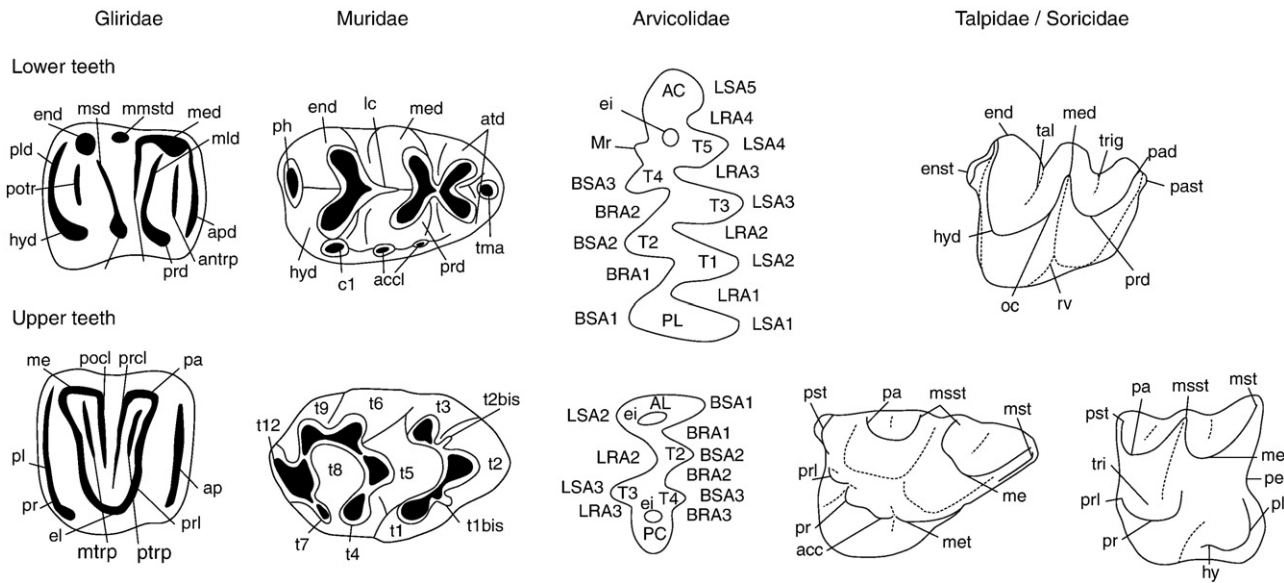 Gliridae
Muridae
Arvicolidae
Talpidae / Soricidae
Lower teeth
end
msd
mmstd
med
mld
pld
potr
hyd
prd
antrp
apd
ph
end
lc
med
atd
hyd
c1
accl
prd
tma
AC
LSA5
ei
LRA4
Mr
T5
LSA4
T4
LRA3
BSA3
T3
LSA3
BRA2
LRA2
BSA2
T2
T1
LSA2
BRA1
LRA1
BSA1
PL
LSA1
end
tal
med
trig
pad
past
enst
hyd
oc
rv
prd
Upper teeth
me
pocl
prcl
pa
pl
ap
pr
prl
el
mtrp
ptrp
t9
t6
t3
t2bis
t12
t8
t5
t2
t7
t4
t1
t1bis
AL
BSA1
LSA2
ei
BRA1
T2
BSA2
LRA2
BRA2
LSA3
T3
ei
T4
BSA3
LRA3
BRA3
PC
pst
pa
msst
mst
prl
me
pr
acc
met
pst
pa
msst
mst
me
tri
pe
prl
pl
pr
hy